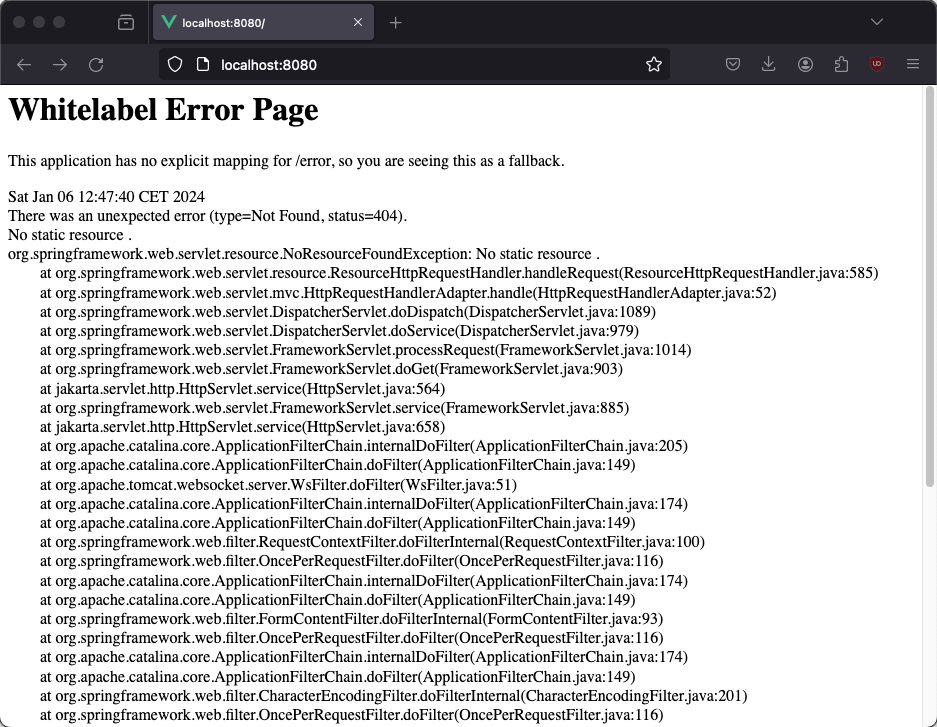 localhost:8080/
localhost:8080
Whitelabel Error Page
This application has no explicit mapping for /error, so you are seeing this as a fallback.
Sat Jan 06 12:47:40 CET 2024
There was an unexpected error (type=Not Found, status=404).
No static resource .
org.springframework.web.servlet.resource.NoResourceFoundException: No static resource .
at org.springframework.web.servlet.resource.ResourceHttpRequestHandler.handleRequest(ResourceHttpRequestHandler.java:585)
at org.springframework.web.servlet.mvc.HttpRequestHandlerAdapter.handle(HttpRequestHandlerAdapter.java:52)
at org.springframework.web.servlet.DispatcherServlet.doDispatch(DispatcherServlet.java:1089)
at org.springframework.web.servlet.DispatcherServlet.doService(DispatcherServlet.java:979)
at org.springframework.web.servlet.FrameworkServlet.processRequest(FrameworkServlet.java:1014)
at org.springframework.web.servlet.FrameworkServlet.doGet(FrameworkServlet.java:903)
at jakarta.servlet.http.HttpServlet.service(HttpServlet.java:564)
at org.springframework.web.servlet.FrameworkServlet.service(FrameworkServlet.java:885)
at jakarta.servlet.http.HttpServlet.service(HttpServlet.java:658)
at org.apache.catalina.core.ApplicationFilterChain.internalDoFilter(ApplicationFilterChain.java:205)
at org.apache.catalina.core.ApplicationFilterChain.doFilter(ApplicationFilterChain.java:149)
at org.apache.tomcat.websocket.server.WsFilter.doFilter(WsFilter.java:51)
at org.apache.catalina.core.ApplicationFilterChain.internalDoFilter(ApplicationFilterChain.java:174)
at org.apache.catalina.core.ApplicationFilterChain.doFilter(ApplicationFilterChain.java:149)
at org.springframework.web.filter.RequestContextFilter.doFilterInternal(RequestContextFilter.java:100)
at org.springframework.web.filter.OncePerRequestFilter.doFilter(OncePerRequestFilter.java:116)
at org.apache.catalina.core.ApplicationFilterChain.internalDoFilter(ApplicationFilterChain.java:174)
at org.apache.catalina.core.ApplicationFilterChain.doFilter(ApplicationFilterChain.java:149)
at org.springframework.web.filter.FormContentFilter.doFilterInternal(FormContentFilter.java:93)
at org.springframework.web.filter.OncePerRequestFilter.doFilter(OncePerRequestFilter.java:116)
at org.apache.catalina.core.ApplicationFilterChain.internalDoFilter(ApplicationFilterChain.java:174)
at org.apache.catalina.core.ApplicationFilterChain.doFilter(ApplicationFilterChain.java:149)
at org.springframework.web.filter.CharacterEncodingFilter.doFilterInternal(CharacterEncodingFilter.java:201)
at org.springframework.web.filter.OncePerRequestFilter.doFilter(OncePerRequestFilter.java:116)